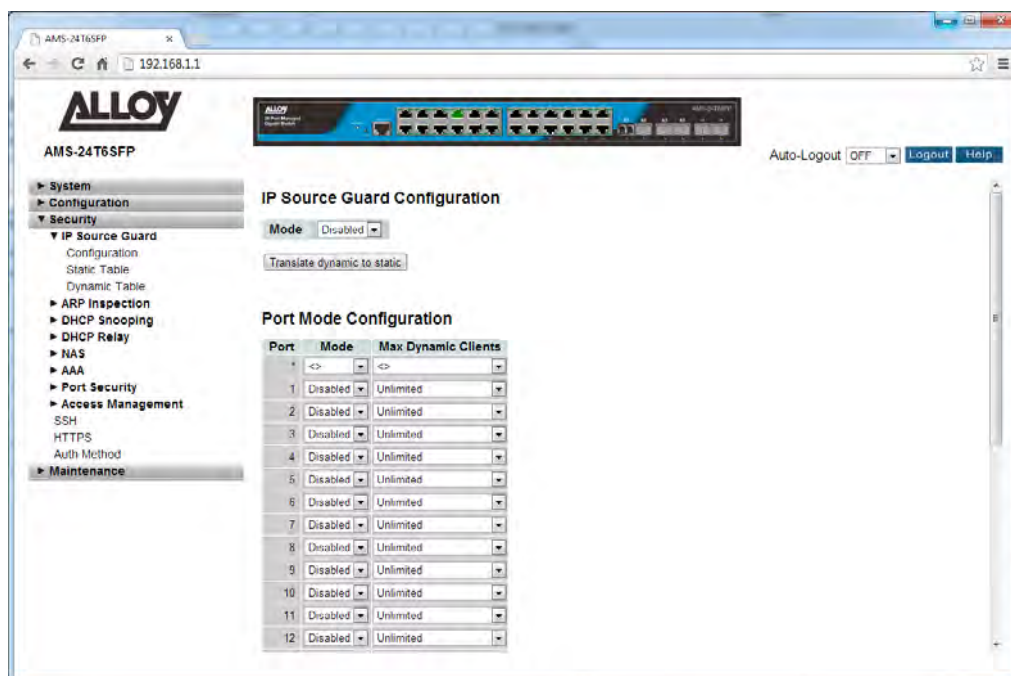 AMS-24T6SFP
192.168.1.1
ALLOY
ALLOY
AMS-24T6SFP
Auto-Logout OFF Logout Help
System
Configuration
Security
IP Source Guard
Configuration
Static Table
Dynamic Table
ARP Inspection
DHCP Snooping
DHCP Relay
NAS
AAA
Port Security
Access Management
SSH
HTTPS
Auth Method
Maintenance
IP Source Guard Configuration
Mode Disabled
Translate dynamic to static
Port Mode Configuration
Port Mode Max Dynamic Clients
* <> <>
1 Disabled Unlimited
2 Disabled Unlimited
3 Disabled Unlimited
4 Disabled Unlimited
5 Disabled Unlimited
6 Disabled Unlimited
7 Disabled Unlimited
8 Disabled Unlimited
9 Disabled Unlimited
10 Disabled Unlimited
11 Disabled Unlimited
12 Disabled Unlimited